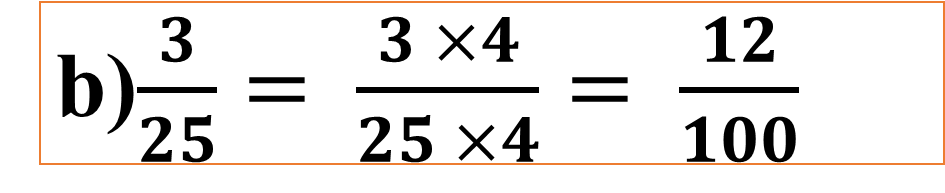 b) 3/25 = 3 ×4/25 ×4 = 12/100